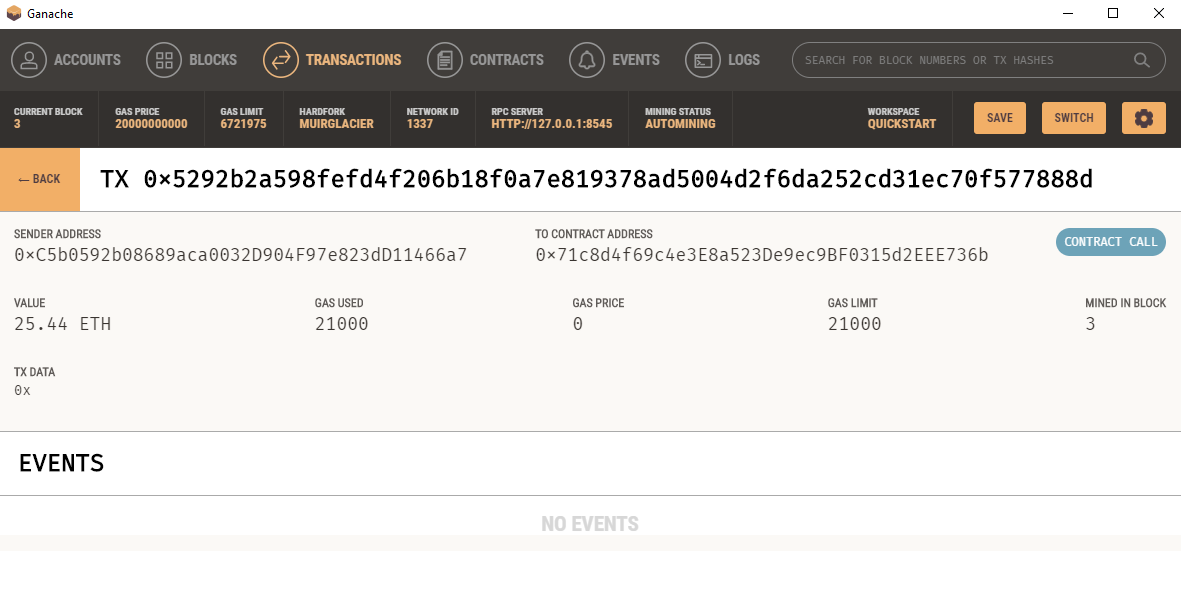 Ganache
ACCOUNTS BLOCKS TRANSACTIONS CONTRACTS EVENTS LOGS SEARCH FOR BLOCK NUMBERS OR TX HASHES
CURRENT BLOCK GAS PRICE GAS LIMIT HARDFORK NETWORK ID RPC SERVER MINING STATUS WORKSPACE
3 20000000000 6721975 MUIRGLACIER 1337 HTTP://127.0.0.1:8545 AUTOMINING QUICKSTART SAVE SWITCH
← BACK TX 0×5292b2a598fefd4f206b18f0a7e819378ad5004d2f6da252cd31ec70f577888d
SENDER ADDRESS TO CONTRACT ADDRESS
0×C5b0592b08689aca0032D904F97e823dD11466a7 0×71c8d4f69c4e3E8a523De9ec9BF0315d2EEE736b CONTRACT CALL
VALUE GAS USED GAS PRICE GAS LIMIT MINED IN BLOCK
25.44 ETH 21000 0 21000 3
TX DATA
0x
EVENTS
NO EVENTS